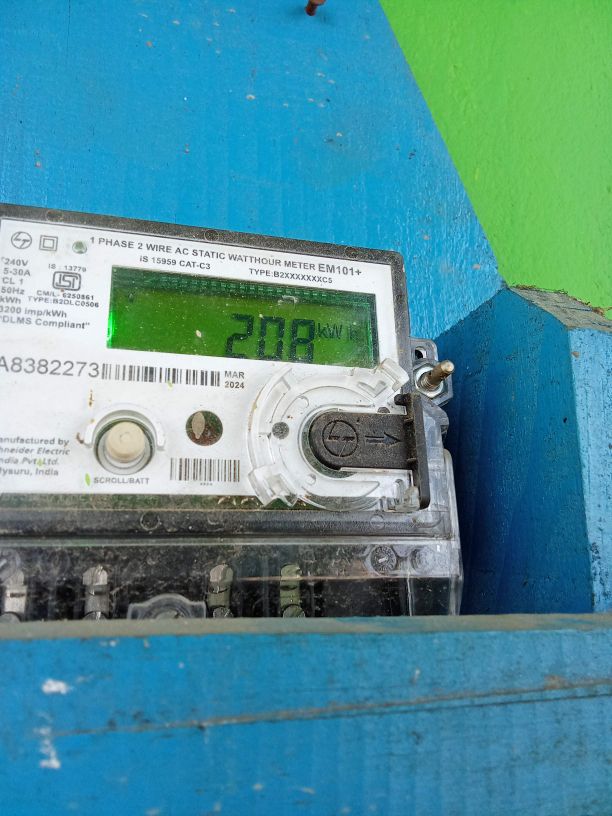 1 PHASE 2 WIRE AC STATIC WATTHOUR METER EM101+
IS 15959 CAT-C3 TYPE:B2XXXXXXXC5
240V IS : 13779
5-30A
CL 1
50Hz CM/L- 6250861
kWh TYPE:B2DLC0506
3200 imp/kWh
"DLMS Compliant"
208 kW
A8382273 MAR
2024
anufactured by
hneider Electric
ndia Pvt. Ltd.
ysuru, India
SCROLL/BATT